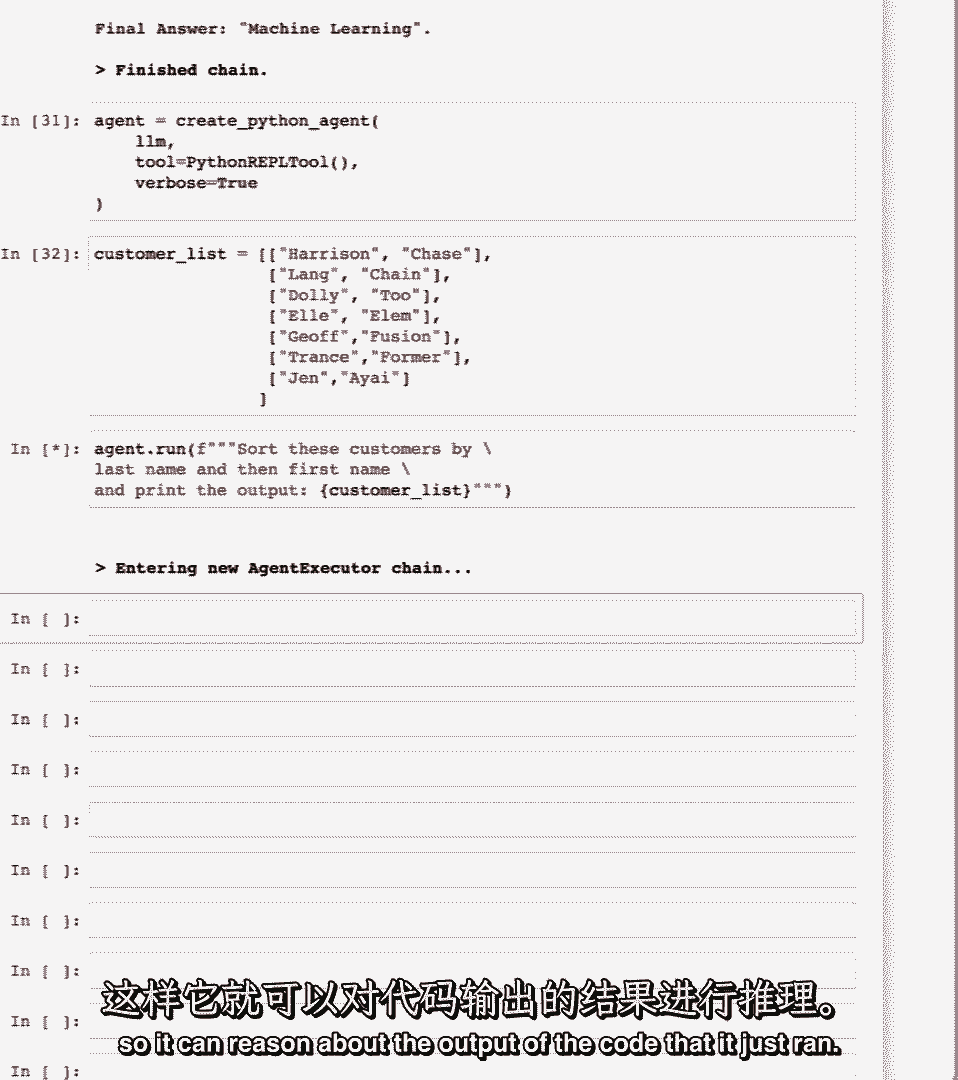 Final Answer: "Machine Learning".
> Finished chain.
In [31]: agent = create_python_agent(
llm,
tool=PythonREPLTool(),
verbose=True
)
In [32]: customer_list = [["Harrison", "Chase"],
["Lang", "Chain"],
["Dolly", "Too"],
["Elle", "Elem"],
["Geoff","Fusion"],
["Trance","Former"],
["Jen","Ayai"]
]
In [*]: agent.run(f"""Sort these customers by \
last name and then first name \
and print the output: {customer_list}""")
> Entering new AgentExecutor chain...
In [ ]:
In [ ]:
In [ ]:
In [ ]:
In [ ]:
In [ ]:
In [ ]:
In [ ]:
In [ ]:
In [ ]:
这样它就可以对代码输出的结果进行推理。
so it can reason about the output of the code that it just ran.